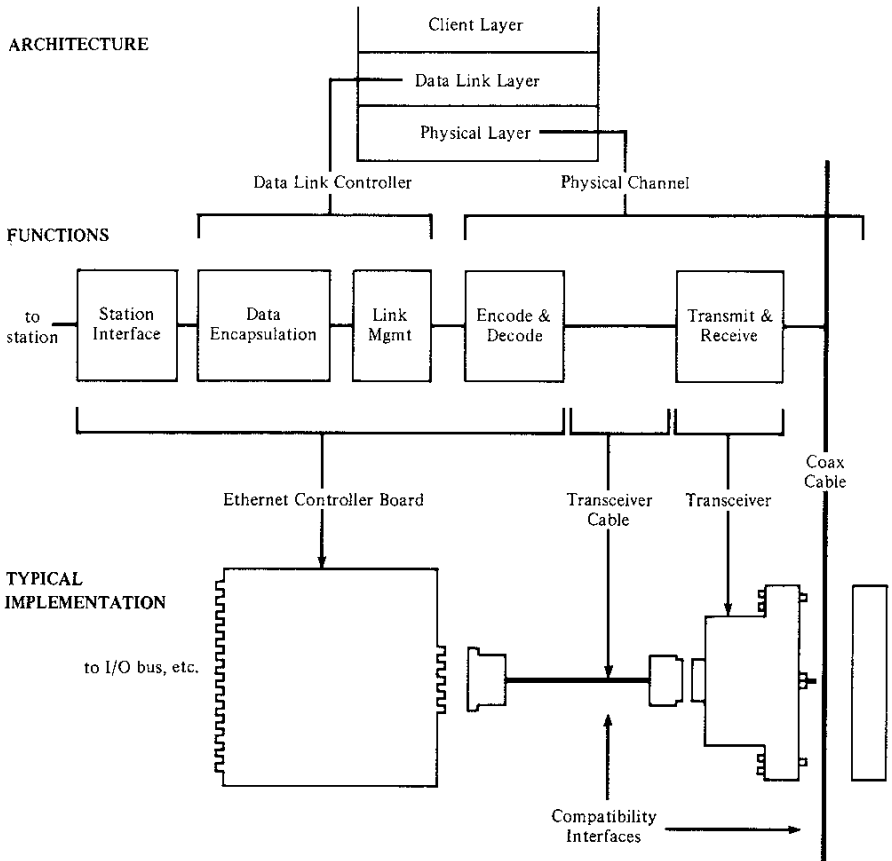 ARCHITECTURE
Client Layer
Data Link Layer
Physical Layer
Data Link Controller
Physical Channel
FUNCTIONS
to
station
Station
Interface
Data
Encapsulation
Link
Mgmt
Encode &
Decode
Transmit &
Receive
Coax
Cable
Ethernet Controller Board
Transceiver
Cable
Transceiver
TYPICAL
IMPLEMENTATION
to I/O bus, etc.
Compatibility
Interfaces